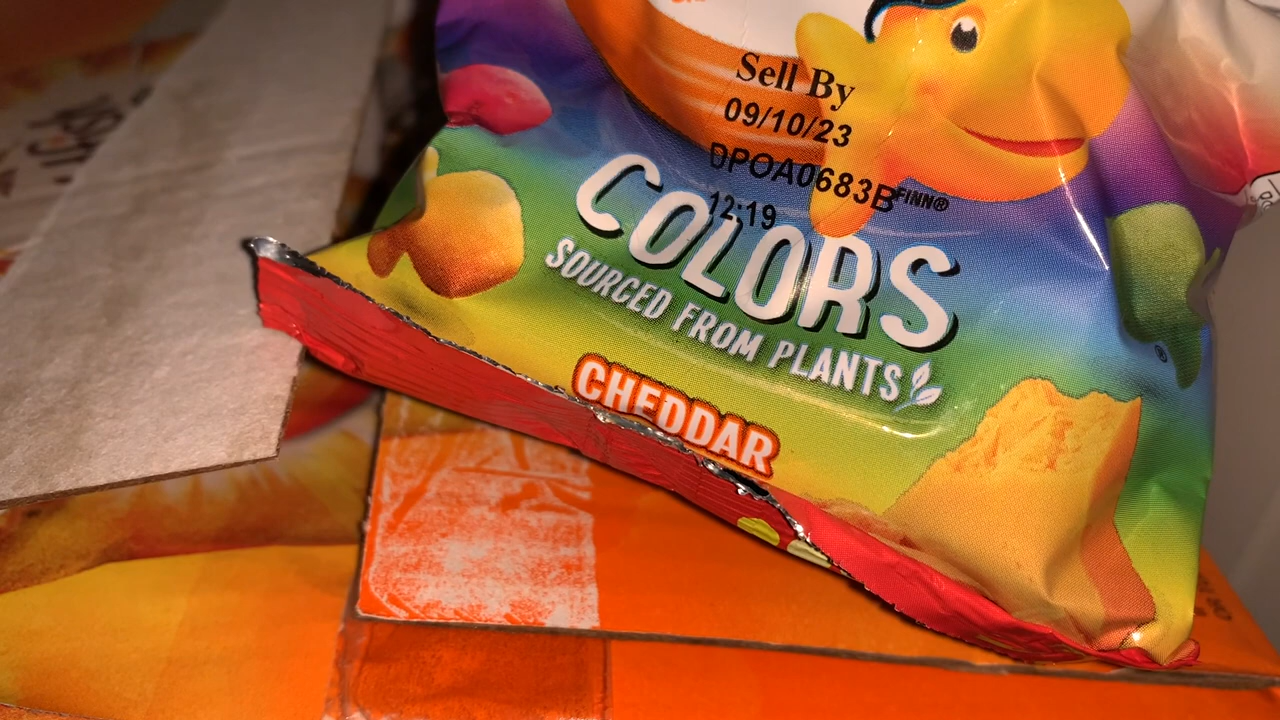 Sell By
09/10/23
DPOA0683B
FINN®
12:19
COLORS
SOURCED FROM PLANTS
CHEDDAR
®